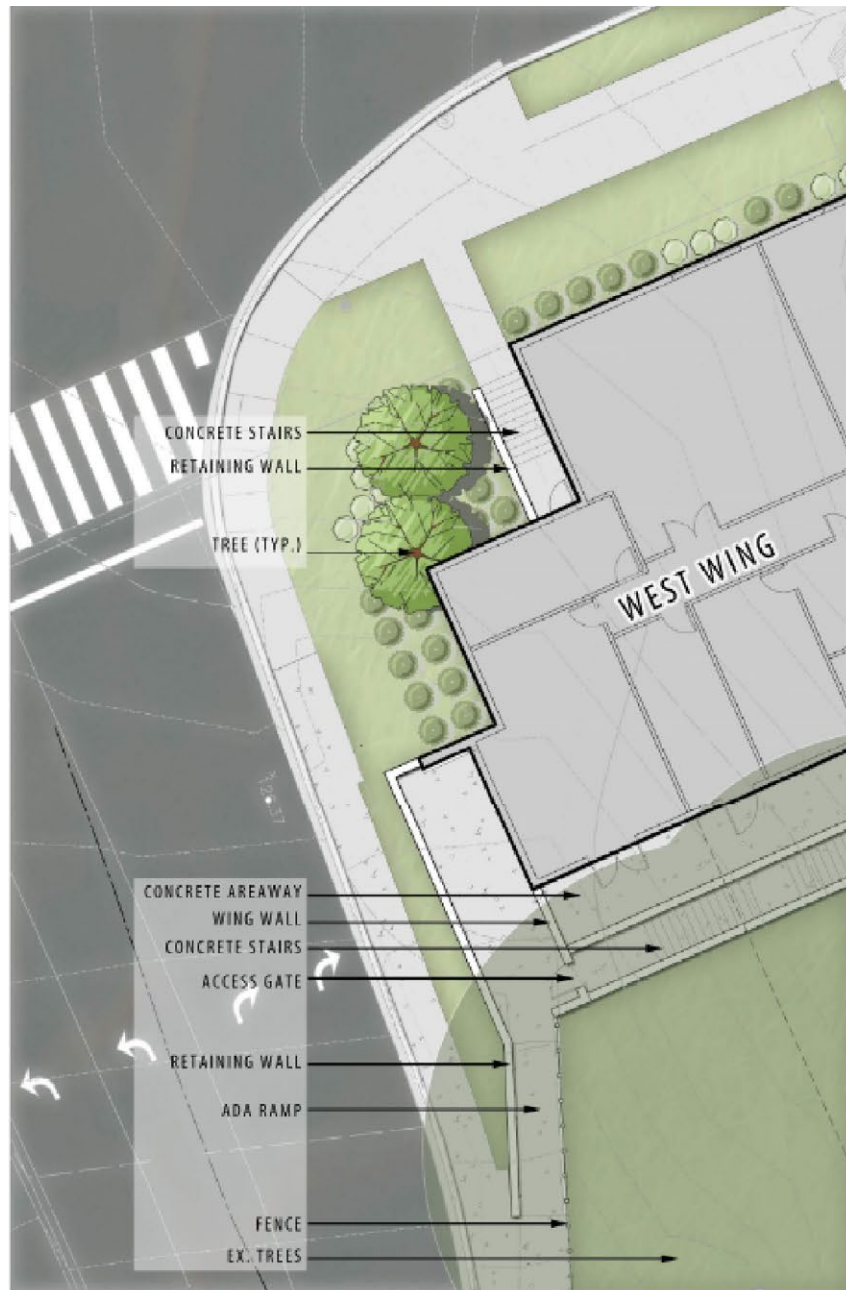 CONCRETE STAIRS
RETAINING WALL
TREE (TYP.)
WEST WING
CONCRETE AREAWAY
WING WALL
CONCRETE STAIRS
ACCESS GATE
RETAINING WALL
ADA RAMP
FENCE
EX. TREES